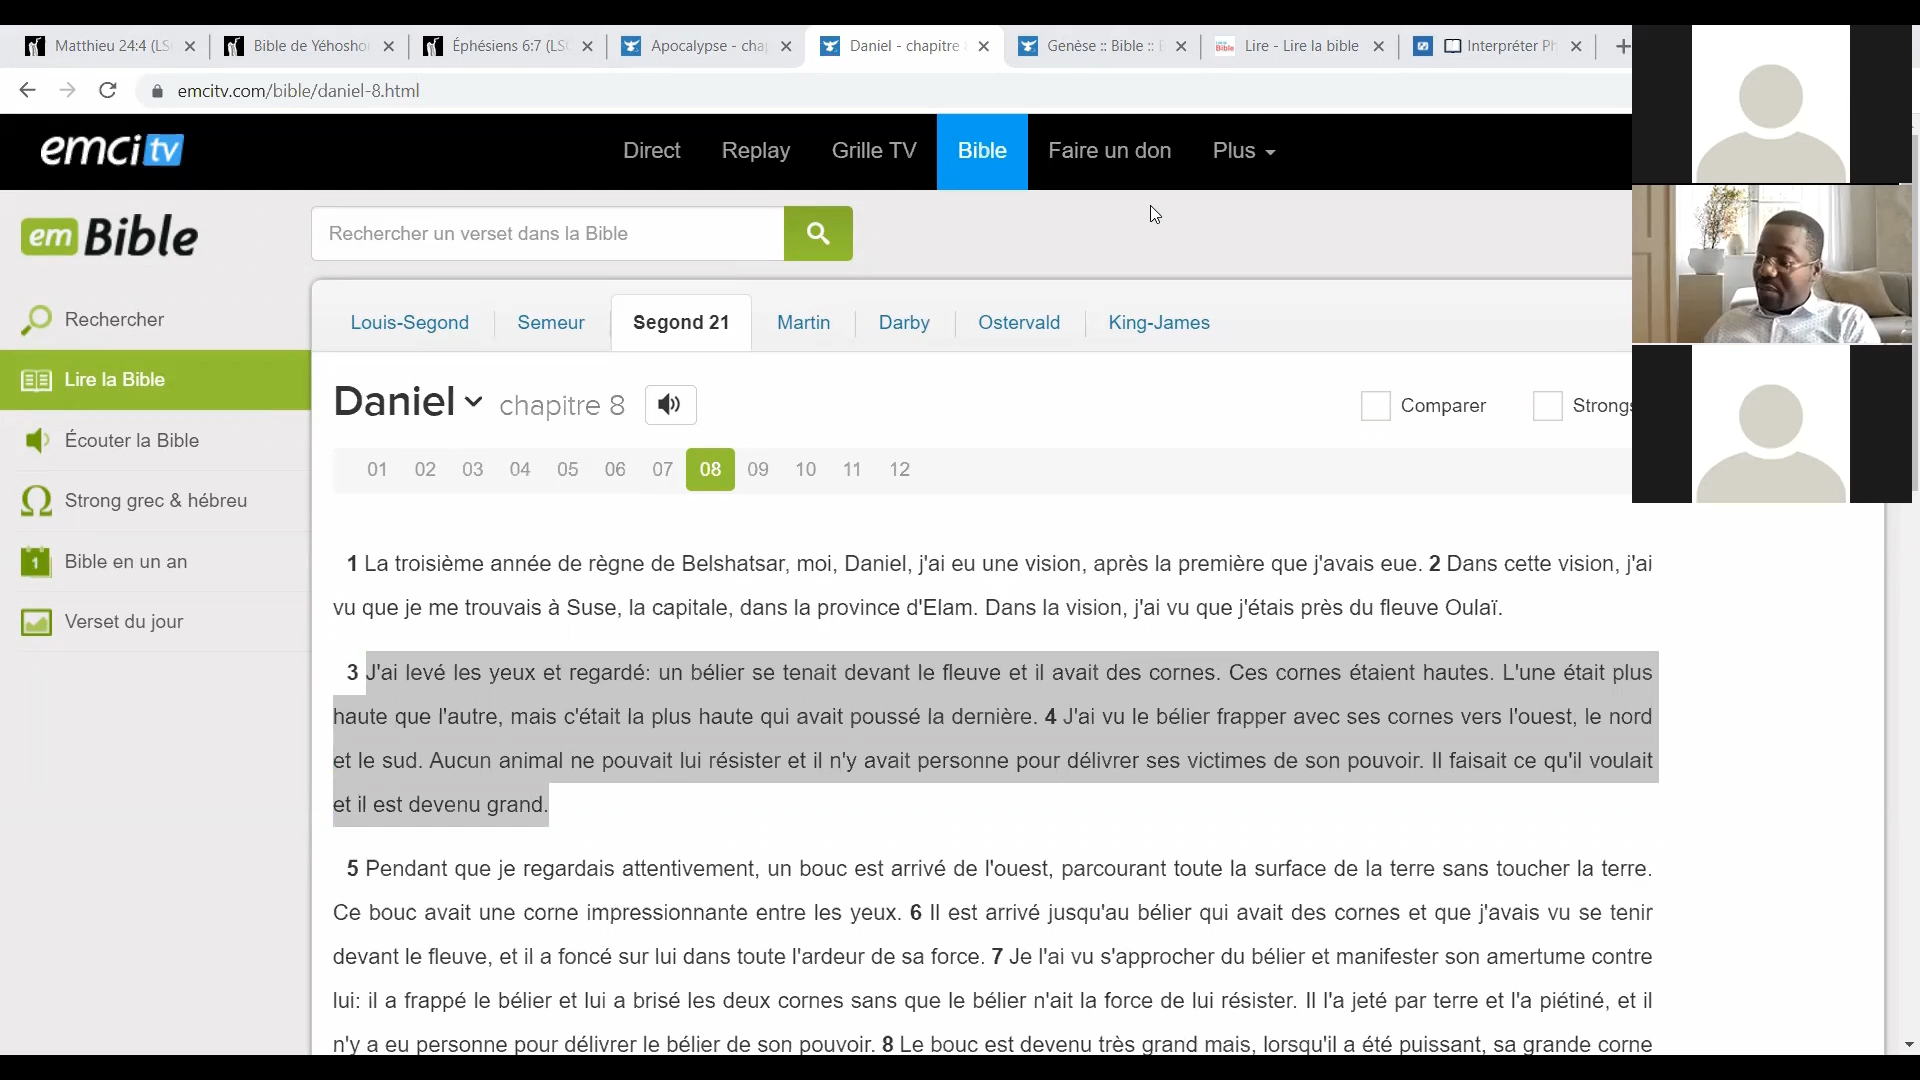 Matthieu 24:4 (LS
Bible de Yéhosho
Éphésiens 6:7 (LS
Apocalypse - cha
Daniel - chapitre
Genèse :: Bible ::
Lire - Lire la bible
Interpréter
emcitv.com/bible/daniel-8.html
emci tv
Direct
Replay
Grille TV
Bible
Faire un don
Plus
em Bible
Rechercher un verset dans la Bible
Rechercher
Lire la Bible
Écouter la Bible
Strong grec & hébreu
1
Bible en un an
Verset du jour
Louis-Segond
Semeur
Segond 21
Martin
Darby
Ostervald
King-James
Daniel chapitre 8
Comparer
Strongs
01 02 03 04 05 06 07 08 09 10 11 12
1 La troisième année de règne de Belshatsar, moi, Daniel, j'ai eu une vision, après la première que j'avais eue. 2 Dans cette vision, j'ai
vu que je me trouvais à Suse, la capitale, dans la province d'Elam. Dans la vision, j'ai vu que j'étais près du fleuve Oulaï.
3 J'ai levé les yeux et regardé: un bélier se tenait devant le fleuve et il avait des cornes. Ces cornes étaient hautes. L'une était plus
haute que l'autre, mais c'était la plus haute qui avait poussé la dernière. 4 J'ai vu le bélier frapper avec ses cornes vers l'ouest, le nord
et le sud. Aucun animal ne pouvait lui résister et il n'y avait personne pour délivrer ses victimes de son pouvoir. Il faisait ce qu'il voulait
et il est devenu grand.
5 Pendant que je regardais attentivement, un bouc est arrivé de l'ouest, parcourant toute la surface de la terre sans toucher la terre.
Ce bouc avait une corne impressionnante entre les yeux. 6 Il est arrivé jusqu'au bélier qui avait des cornes et que j'avais vu se tenir
devant le fleuve, et il a foncé sur lui dans toute l'ardeur de sa force. 7 Je l'ai vu s'approcher du bélier et manifester son amertume contre
lui: il a frappé le bélier et lui a brisé les deux cornes sans que le bélier n'ait la force de lui résister. Il l'a jeté par terre et l'a piétiné, et il
n'y a eu personne pour délivrer le bélier de son pouvoir. 8 Le bouc est devenu très grand mais, lorsqu'il a été puissant, sa grande corne